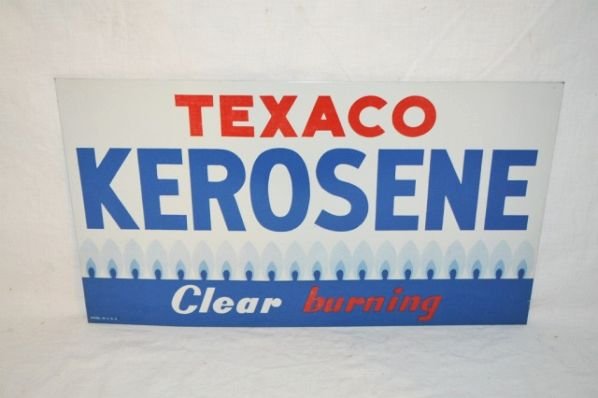 TEXACO
KEROSENE
Clear burning